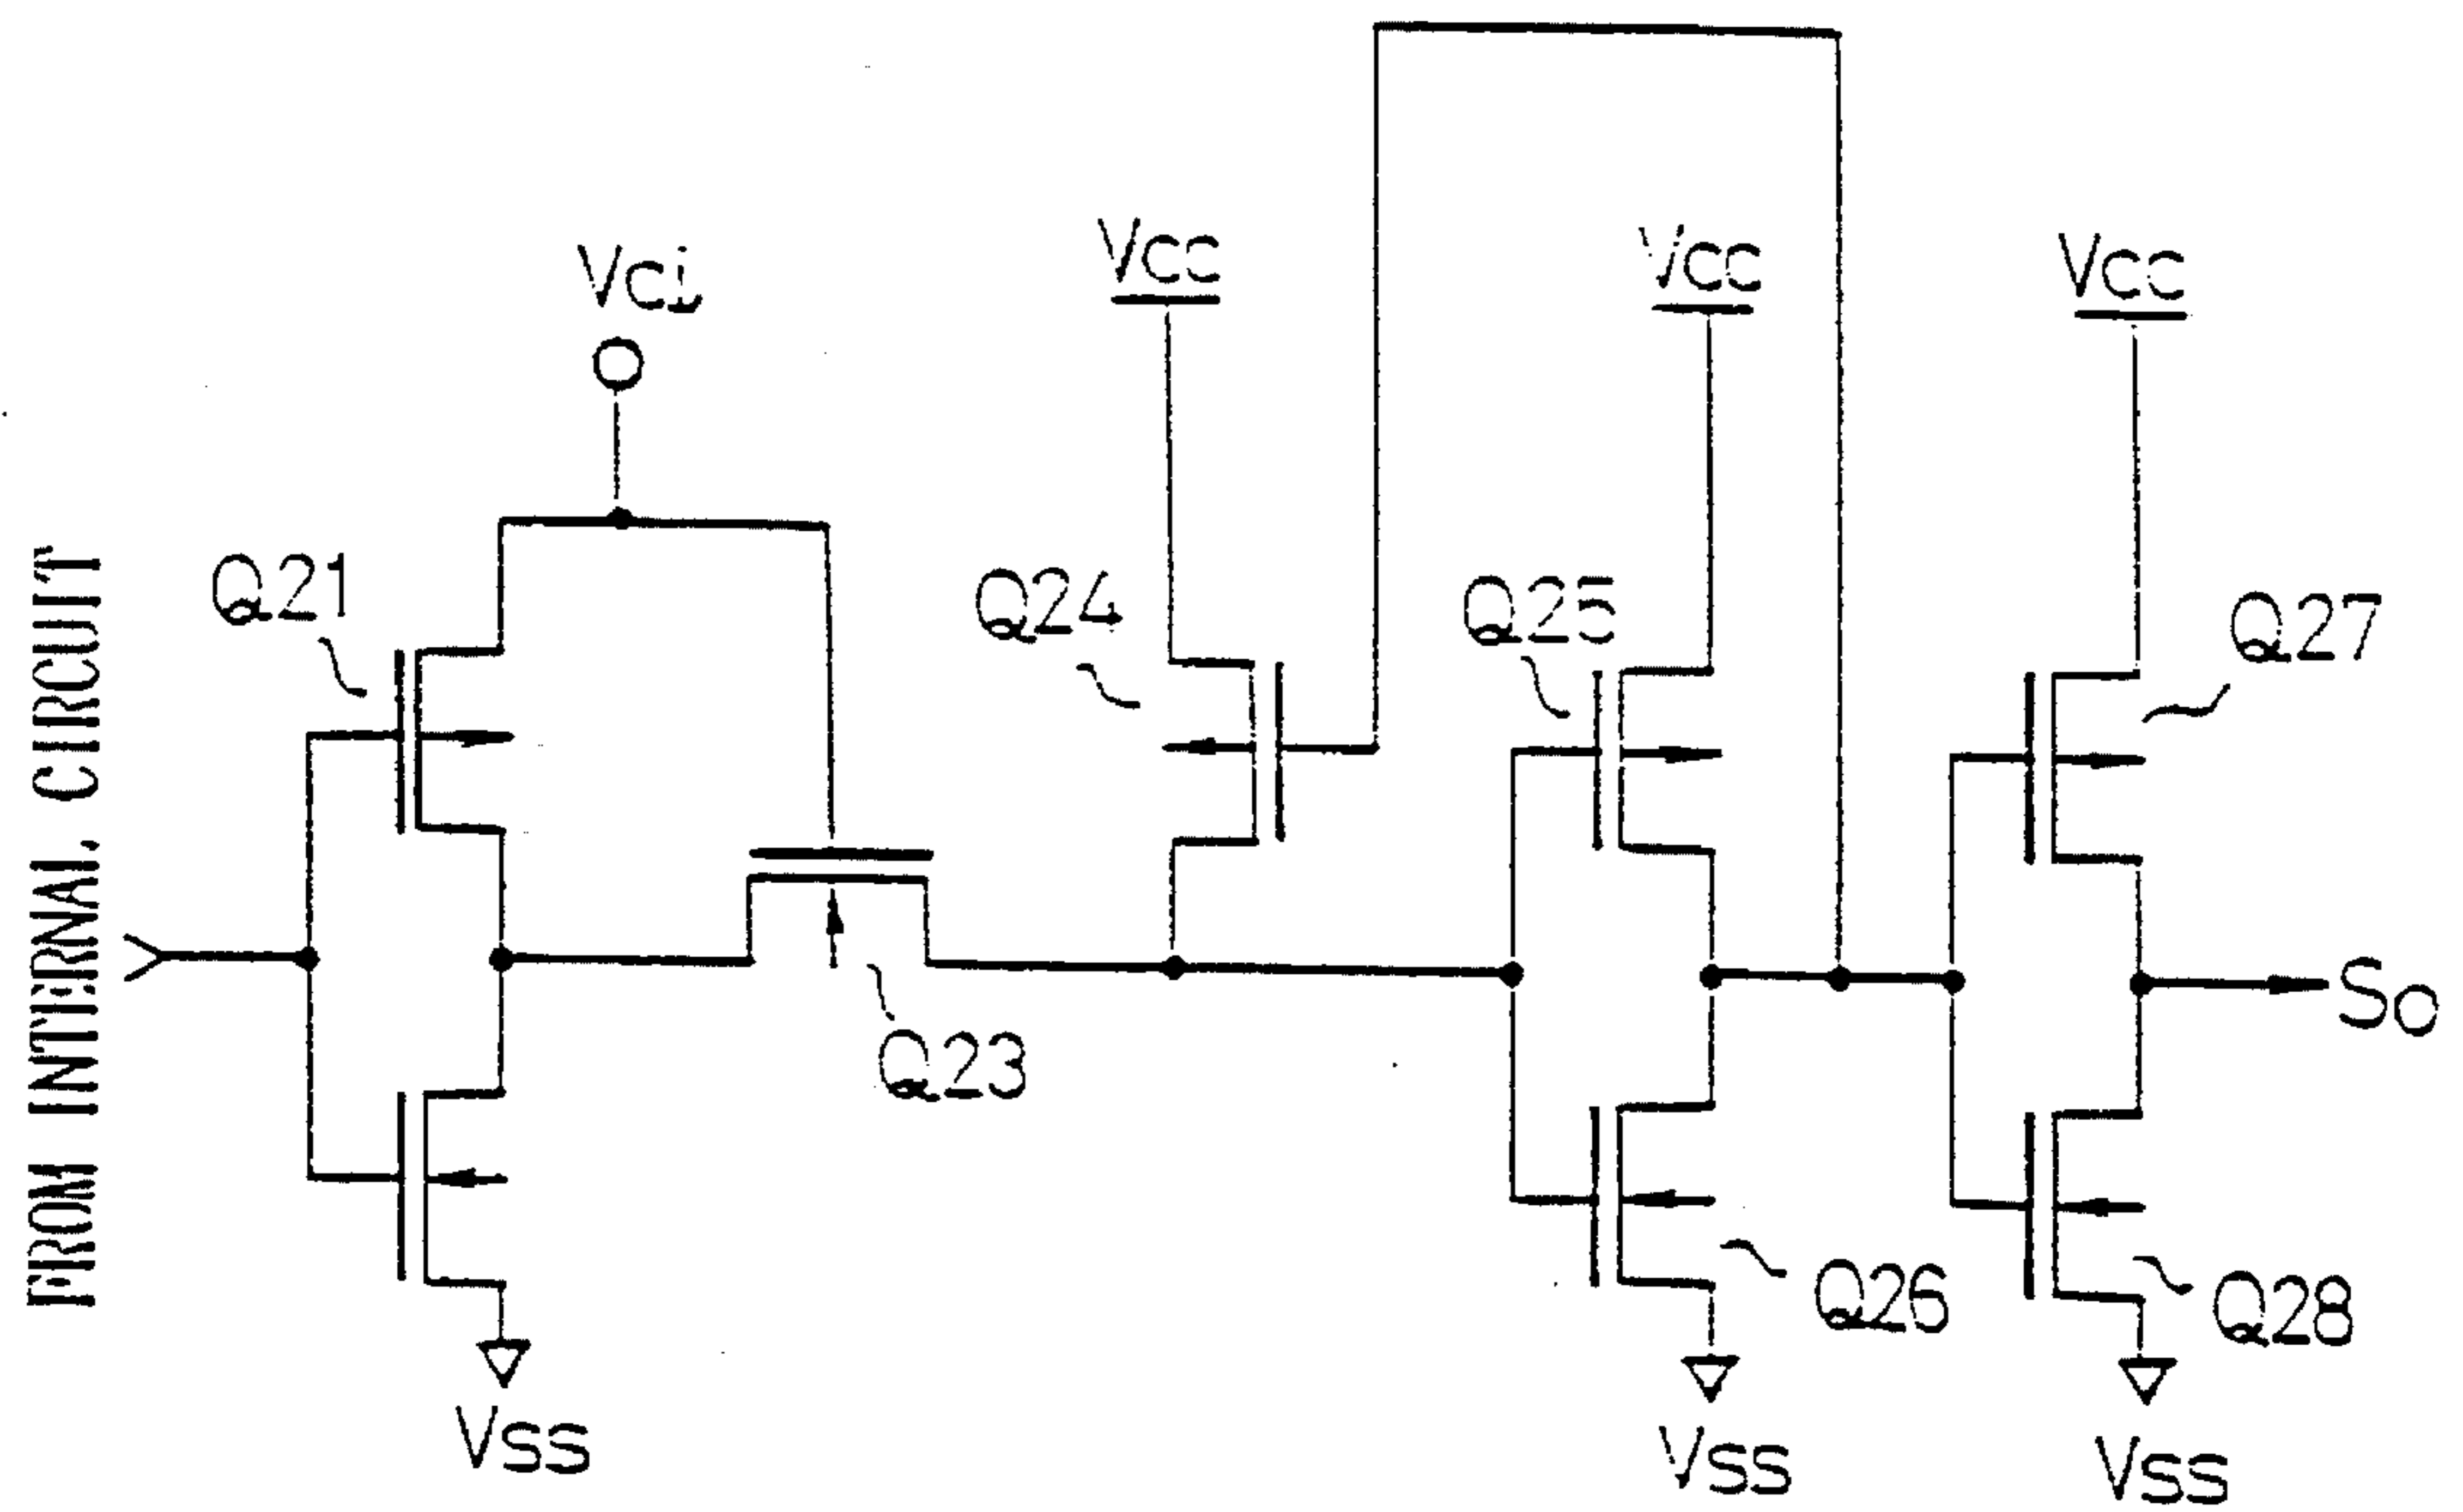 Vci
Vcc
Vcc
Vcc
Q21
Q24
Q25
Q27
FROM INTERNAL CIRCUIT
Q23
So
Q26
Q28
Vss
Vss
Vss